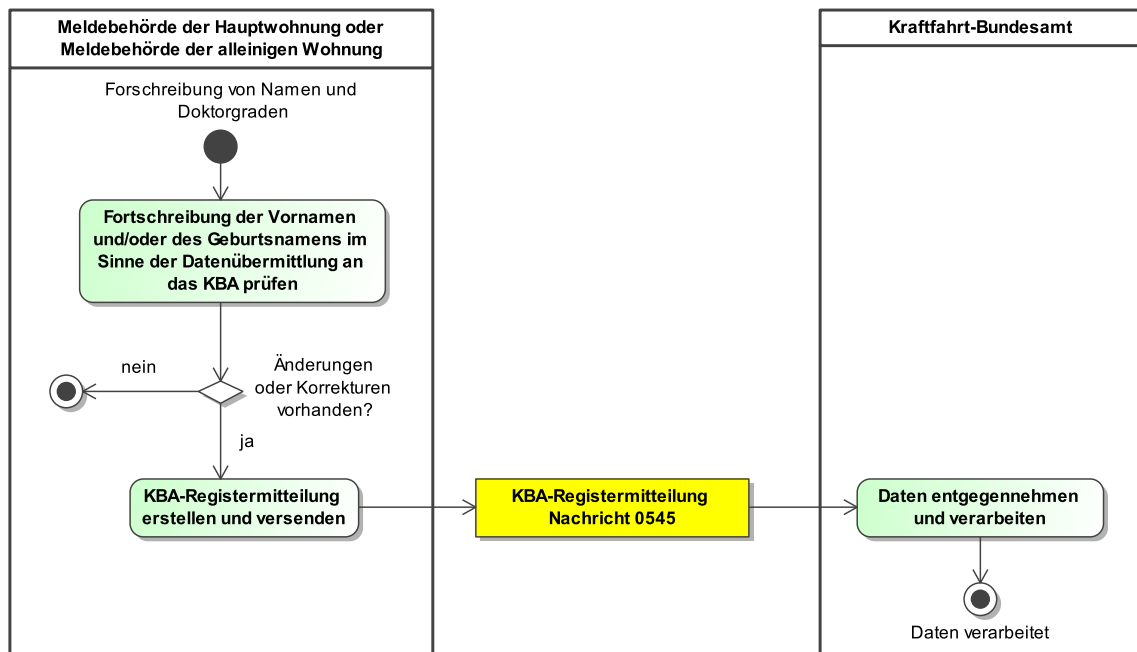 Meldebehörde der Hauptwohnung oder
Meldebehörde der alleinigen Wohnung
Kraftfahrt-Bundesamt
Forschreibung von Namen und
Doktorgraden
Fortschreibung der Vornamen
und/oder des Geburtsnamens im
Sinne der Datenübermittlung an
das KBA prüfen
nein
Änderungen
oder Korrekturen
vorhanden?
ja
KBA-Registermitteilung
erstellen und versenden
KBA-Registermitteilung
Nachricht 0545
Daten entgegennehmen
und verarbeiten
Daten verarbeitet